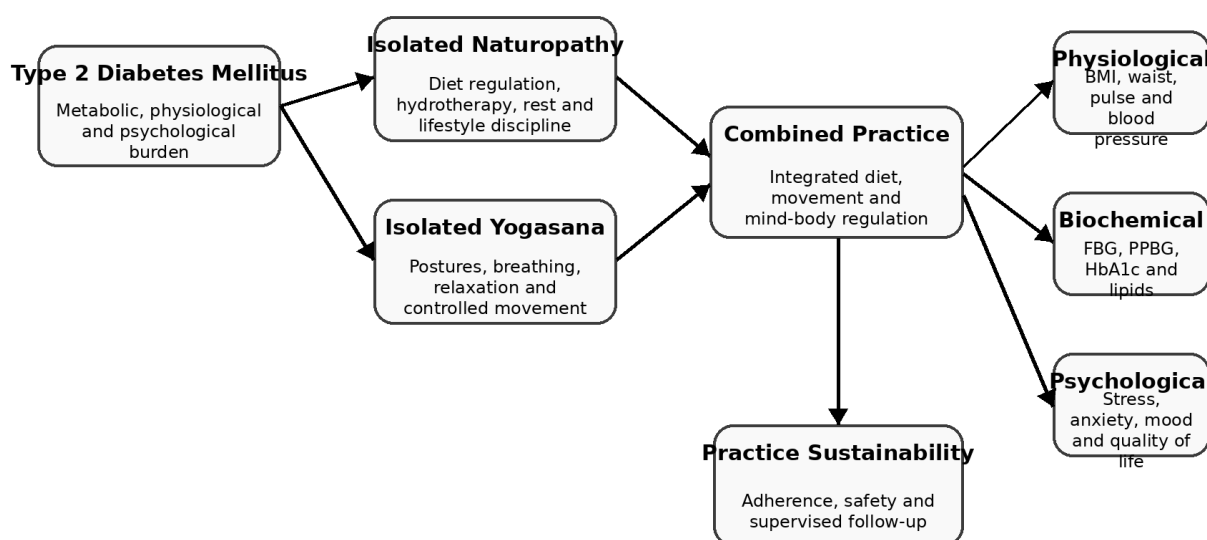 Type 2 Diabetes Mellitus
Metabolic, physiological
and psychological
burden
Isolated Naturopathy
Diet regulation,
hydrotherapy, rest and
lifestyle discipline
Isolated Yogasana
Postures, breathing,
relaxation and
controlled movement
Combined Practice
Integrated diet,
movement and
mind-body regulation
Practice Sustainability
Adherence, safety and
supervised follow-up
Physiological
BMI, waist,
pulse and
blood
pressure
Biochemical
FBG, PPBG,
HbA1c and
lipids
Psychological
Stress,
anxiety, mood
and quality of
life